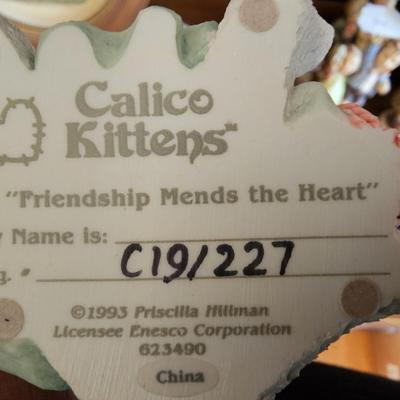 Calico
Kittens™
"Friendship Mends the Heart"
Name is:
C19/227
©1993 Priscilla Hillman
Licensee Enesco Corporation
623490
China